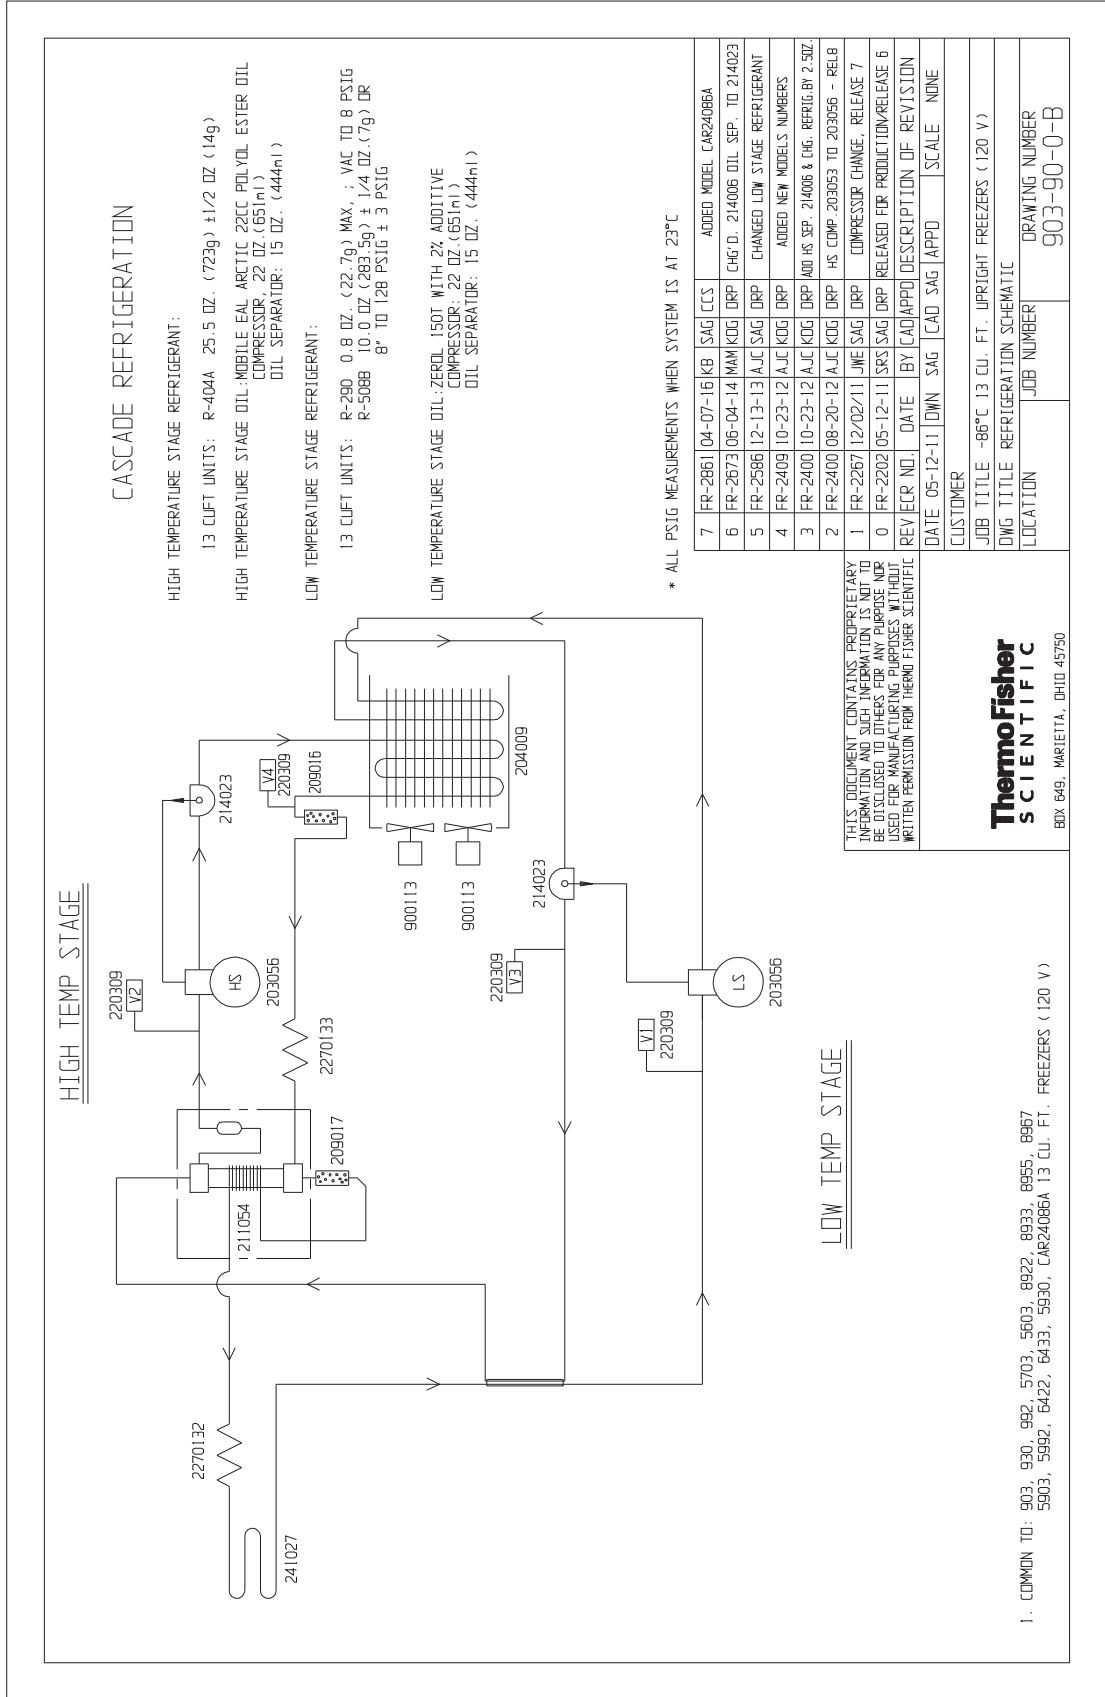 CASCADE REFRIGERATION
HIGH TEMPERATURE STAGE REFRIGERANT:
13 CUFT UNITS: R-404A 25.5 OZ. (723g) ±1/2 OZ (14g)
HIGH TEMPERATURE STAGE OIL:MOBILE EAL ARCTIC 22CC POLYOL ESTER OIL
COMPRESSOR, 22 OZ.(651ml)
OIL SEPARATOR: 15 OZ. (444ml)
LOW TEMPERATURE STAGE REFRIGERANT:
13 CUFT UNITS: R-290 0.8 OZ. (22.7g) MAX, ; VAC TO 8 PSIG
R-508B 10.0 OZ (283.5g) ± 1/4 OZ.(7g) OR
8" TO 128 PSIG ± 3 PSIG
LOW TEMPERATURE STAGE OIL:ZEROL 150T WITH 2% ADDITIVE
COMPRESSOR: 22 OZ.(651ml)
OIL SEPARATOR: 15 OZ. (444ml)
* ALL PSIG MEASUREMENTS WHEN SYSTEM IS AT 23°C
HIGH TEMP STAGE
220309
V2
HS
203056
214023
V4
220309
209016
204009
900113
900113
2270133
209017
211054
2270132
241027
214023
220309
V3
V1
220309
LS
203056
LOW TEMP STAGE
1. COMMON TO: 903, 930, 992, 5703, 5603, 8922, 8933, 8955, 8967
5903, 5992, 6422, 6433, 5930, CAR24086A 13 CU. FT. FREEZERS (120 V)
THIS DOCUMENT CONTAINS PROPRIETARY
INFORMATION AND SUCH INFORMATION IS NOT TO
BE DISCLOSED TO OTHERS FOR ANY PURPOSE NOR
USED FOR MANUFACTURING PURPOSES WITHOUT
WRITTEN PERMISSION FROM THERMO FISHER SCIENTIFIC
ThermoFisher
SCIENTIFIC
BOX 649, MARIETTA, OHIO 45750
7 FR-2861 04-07-16 KB SAG CCS ADDED MODEL CAR24086A
6 FR-2673 06-04-14 MAM KDG DRP CHG'D. 214006 OIL SEP. TO 214023
5 FR-2586 12-13-13 AJC SAG DRP CHANGED LOW STAGE REFRIGERANT
4 FR-2409 10-23-12 AJC KDG DRP ADDED NEW MODELS NUMBERS
3 FR-2400 10-23-12 AJC KDG DRP ADD HS SEP. 214006 & CHG. REFRIG.BY 2.5OZ.
2 FR-2400 08-20-12 AJC KDG DRP HS COMP.203053 TO 203056 - REL8
1 FR-2267 12/02/11 JWE SAG DRP COMPRESSOR CHANGE, RELEASE 7
0 FR-2202 05-12-11 SRS SAG DRP RELEASED FOR PRODUCTION/RELEASE 6
REV ECR NO. DATE BY CAD APPD DESCRIPTION OF REVISION
DATE 05-12-11 DWN SAG CAD SAG APPD SCALE NONE
CUSTOMER
JOB TITLE -86°C 13 CU. FT. UPRIGHT FREEZERS (120 V)
DWG TITLE REFRIGERATION SCHEMATIC
LOCATION JOB NUMBER DRAWING NUMBER
903-90-0-B